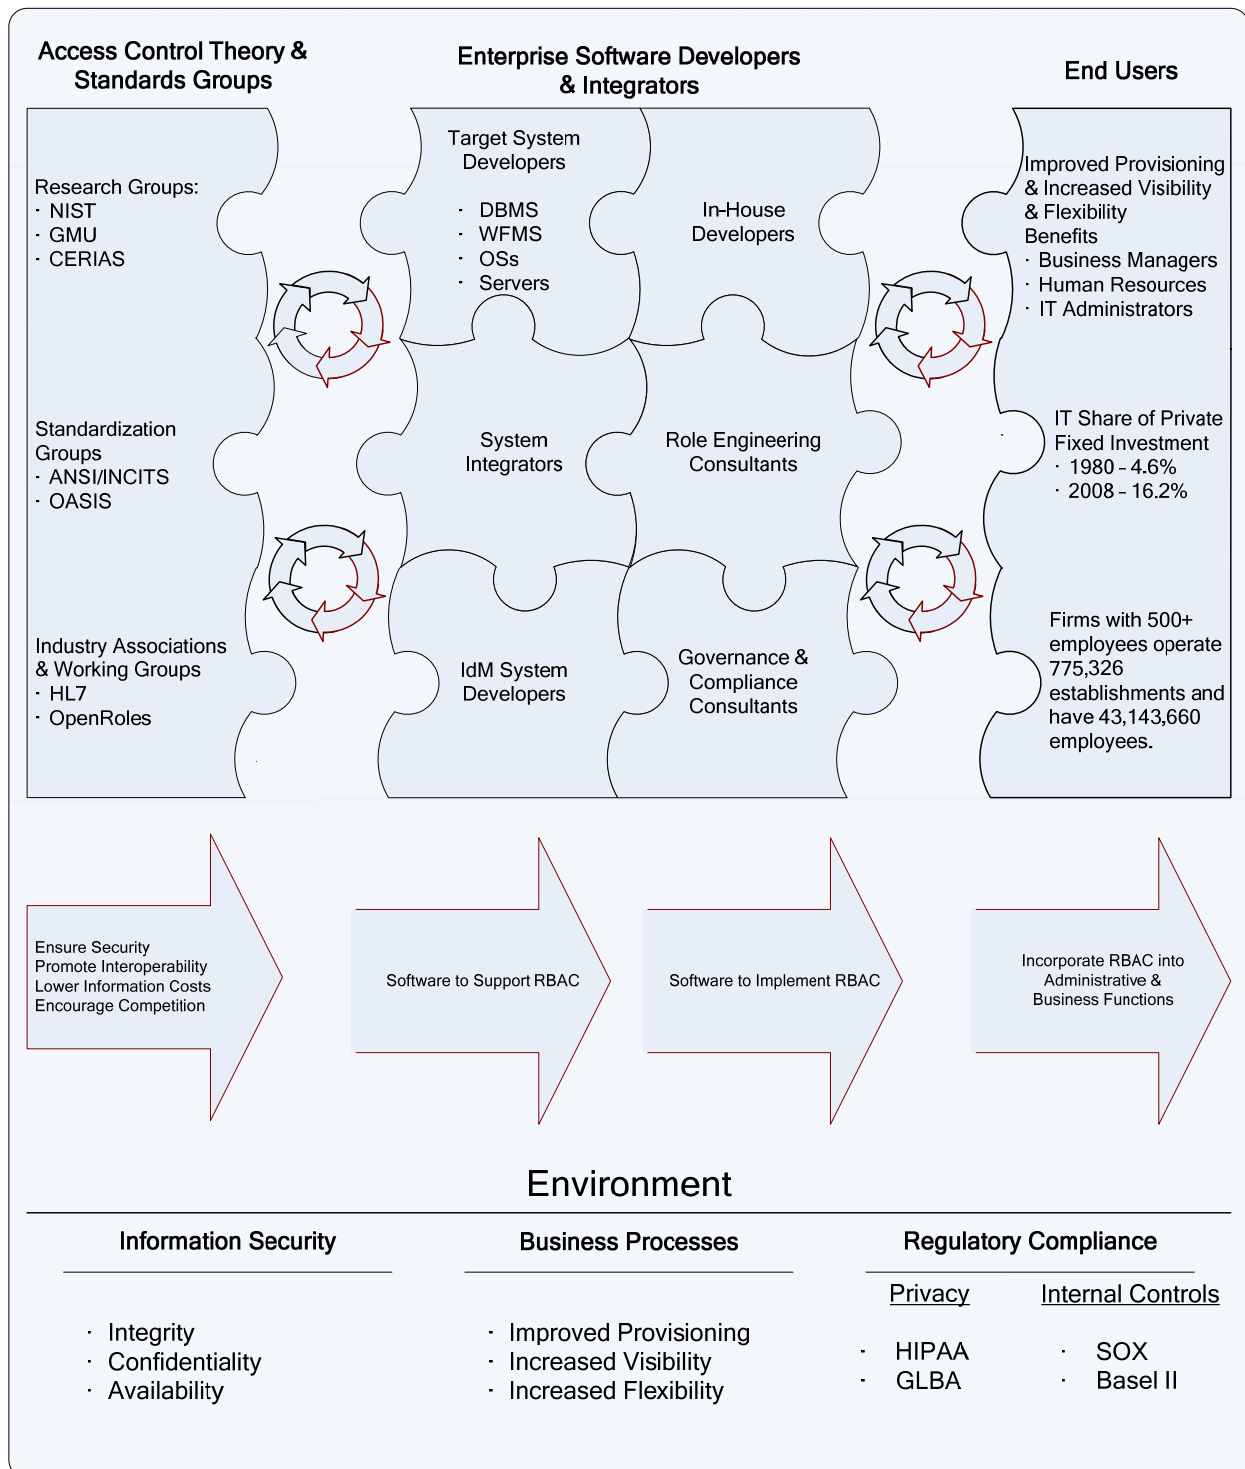 Access Control Theory &
Standards Groups
Enterprise Software Developers
& Integrators
End Users
Research Groups:
· NIST
· GMU
· CERIAS
Standardization
Groups
· ANSI/INCITS
· OASIS
Industry Associations
& Working Groups
· HL7
· OpenRoles
Target System
Developers
· DBMS
· WFMS
· OSs
· Servers
In-House
Developers
System
Integrators
Role Engineering
Consultants
IdM System
Developers
Governance &
Compliance
Consultants
Improved Provisioning
& Increased Visibility
& Flexibility
Benefits
· Business Managers
· Human Resources
· IT Administrators
IT Share of Private
Fixed Investment
· 1980 - 4.6%
· 2008 - 16.2%
Firms with 500+
employees operate
775,326
establishments and
have 43,143,660
employees.
Ensure Security
Promote Interoperability
Lower Information Costs
Encourage Competition
Software to Support RBAC
Software to Implement RBAC
Incorporate RBAC into
Administrative &
Business Functions
Environment
Information Security
· Integrity
· Confidentiality
· Availability
Business Processes
· Improved Provisioning
· Increased Visibility
· Increased Flexibility
Regulatory Compliance
Privacy
· HIPAA
· GLBA
Internal Controls
· SOX
· Basel II